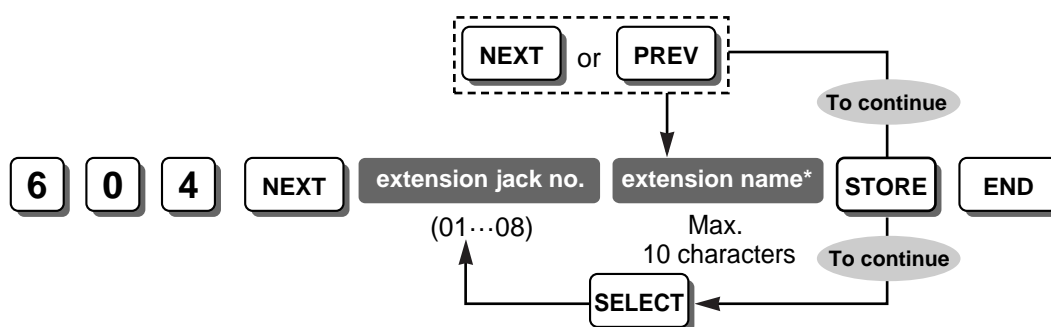 NEXT or PREV
To continue
6 0 4 NEXT extension jack no. extension name* STORE END
(01···08) Max.
10 characters
To continue
SELECT